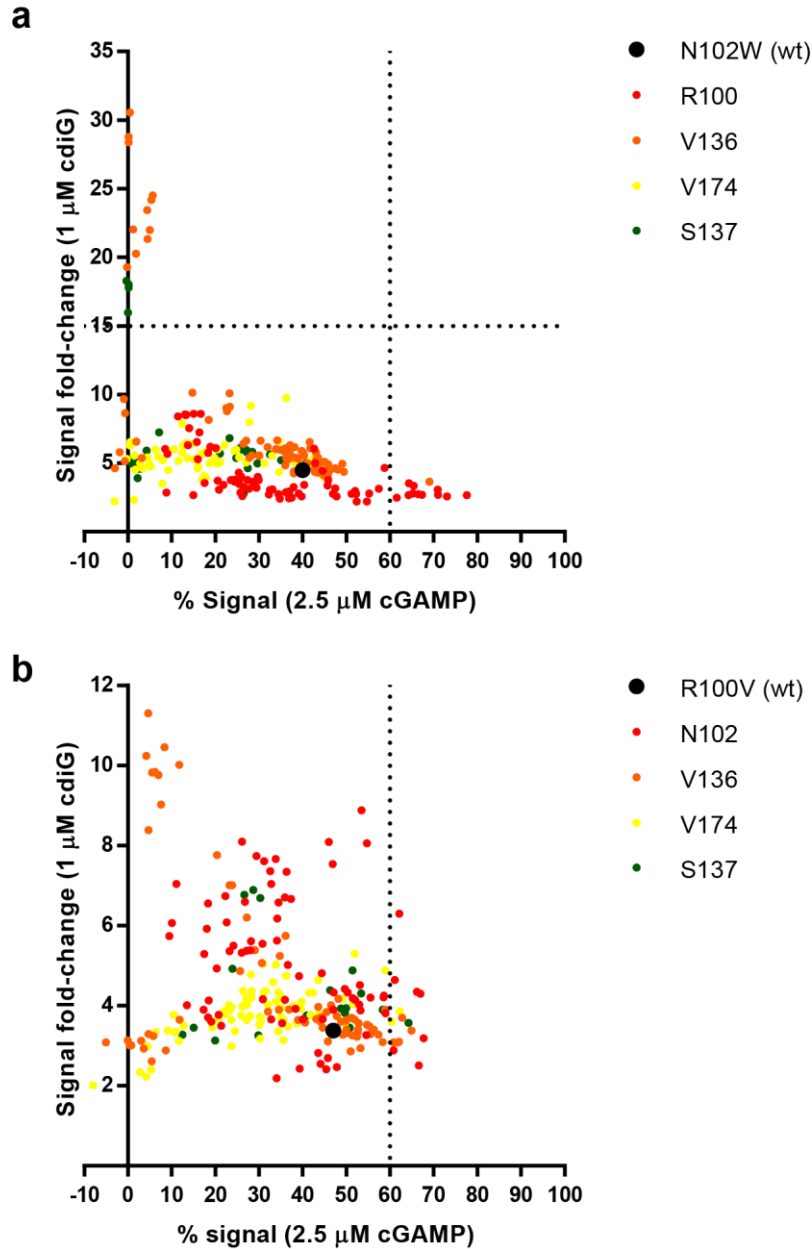 a
35
30
25
20
15
10
5
-10 0 10 20 30 40 50 60 70 80 90 100
Signal fold-change (1 μM cdiG)
% Signal (2.5 μM cGAMP)
N102W (wt)
R100
V136
V174
S137
b
12
10
8
6
4
2
-10 0 10 20 30 40 50 60 70 80 90 100
Signal fold-change (1 μM cdiG)
% signal (2.5 μM cGAMP)
R100V (wt)
N102
V136
V174
S137